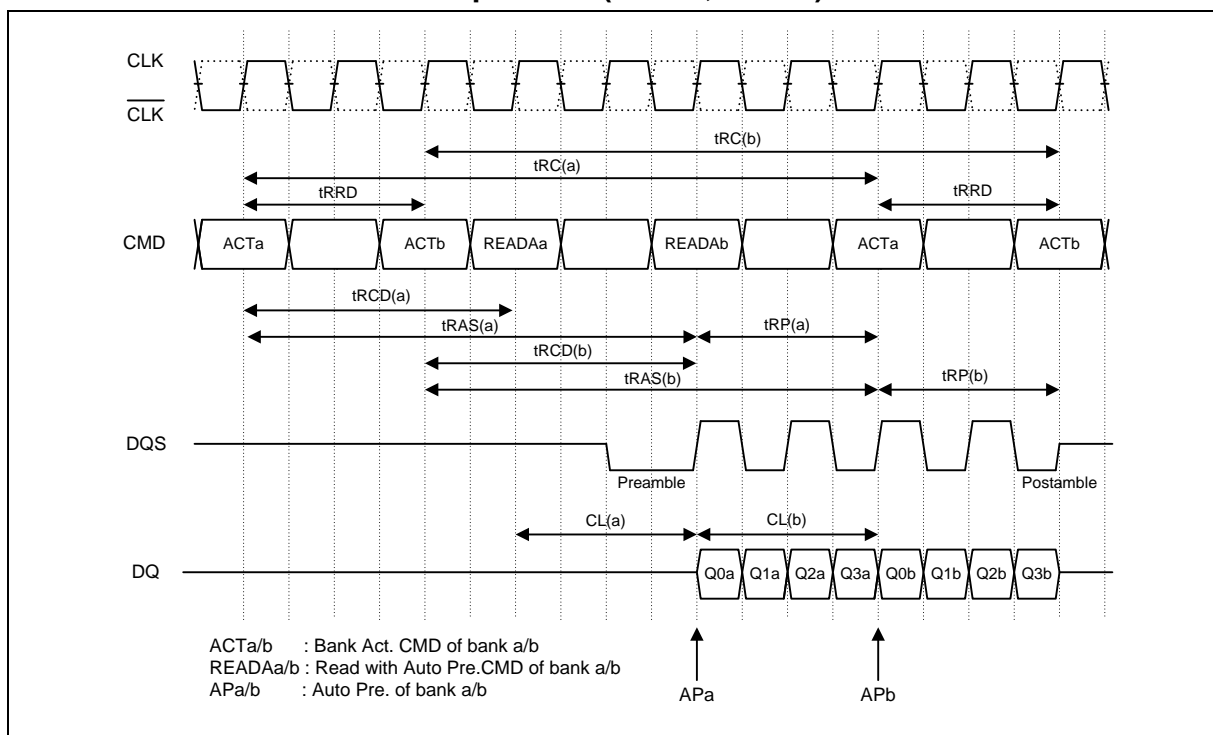 CLK
CLK
tRC(b)
tRC(a)
tRRD
tRRD
CMD
ACTa
ACTb
READAa
READAb
ACTa
ACTb
tRCD(a)
tRAS(a)
tRP(a)
tRCD(b)
tRAS(b)
tRP(b)
DQS
Preamble
Postamble
CL(a)
CL(b)
DQ
Q0a
Q1a
Q2a
Q3a
Q0b
Q1b
Q2b
Q3b
ACTa/b : Bank Act. CMD of bank a/b
READAa/b : Read with Auto Pre.CMD of bank a/b
APa/b : Auto Pre. of bank a/b
APa
APb